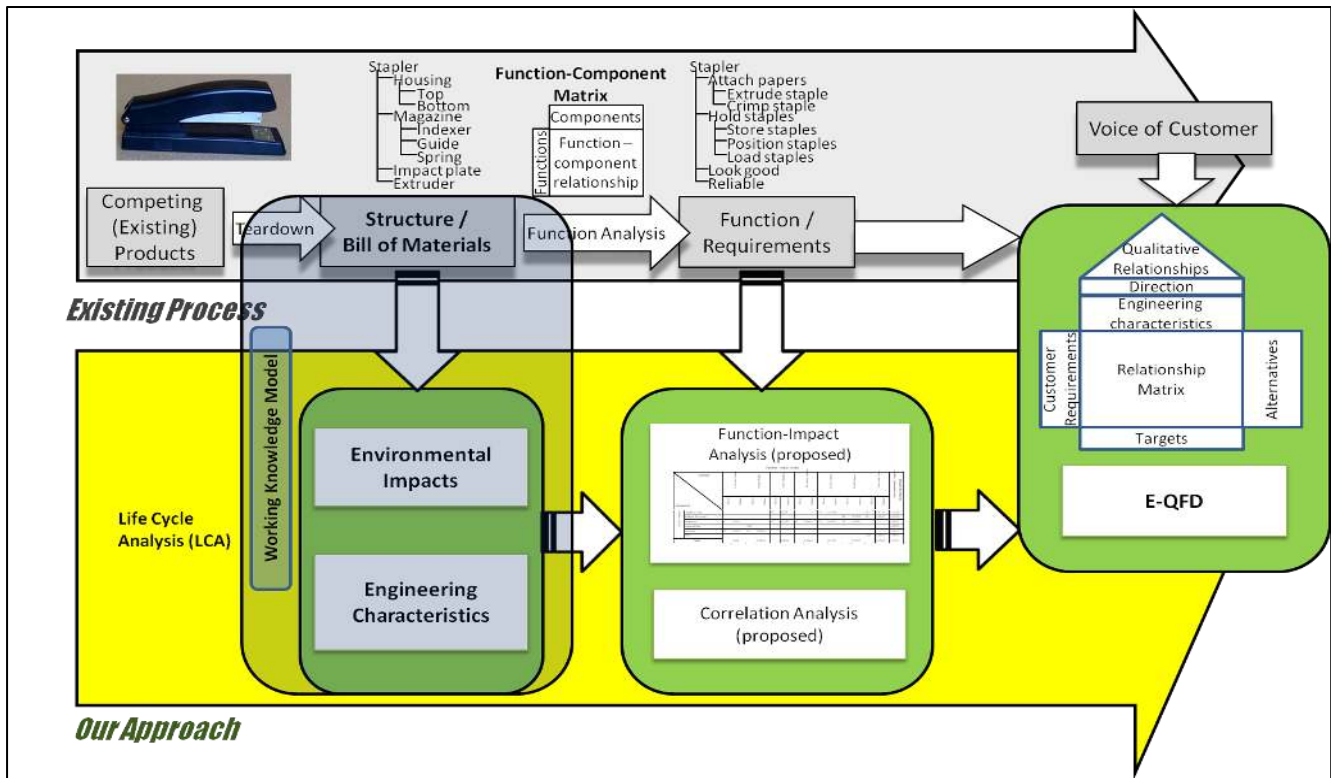 Stapler
Housing
Top
Bottom
Magazine
Indexer
Guide
Spring
Impact plate
Extruder
Function-Component
Matrix
Components
Functions
Function –
component
relationship
Stapler
Attach papers
Extrude staple
Crimp staple
Hold staples
Store staples
Position staples
Load staples
Look good
Reliable
Voice of Customer
Competing
(Existing)
Products
Teardown
Structure /
Bill of Materials
Function Analysis
Function /
Requirements
Existing Process
Qualitative
Relationships
Direction
Engineering
characteristics
Customer
Requirements
Relationship
Matrix
Alternatives
Targets
E-QFD
Life Cycle
Analysis (LCA)
Working Knowledge Model
Environmental
Impacts
Engineering
Characteristics
Function-Impact
Analysis (proposed)
Correlation Analysis
(proposed)
Our Approach